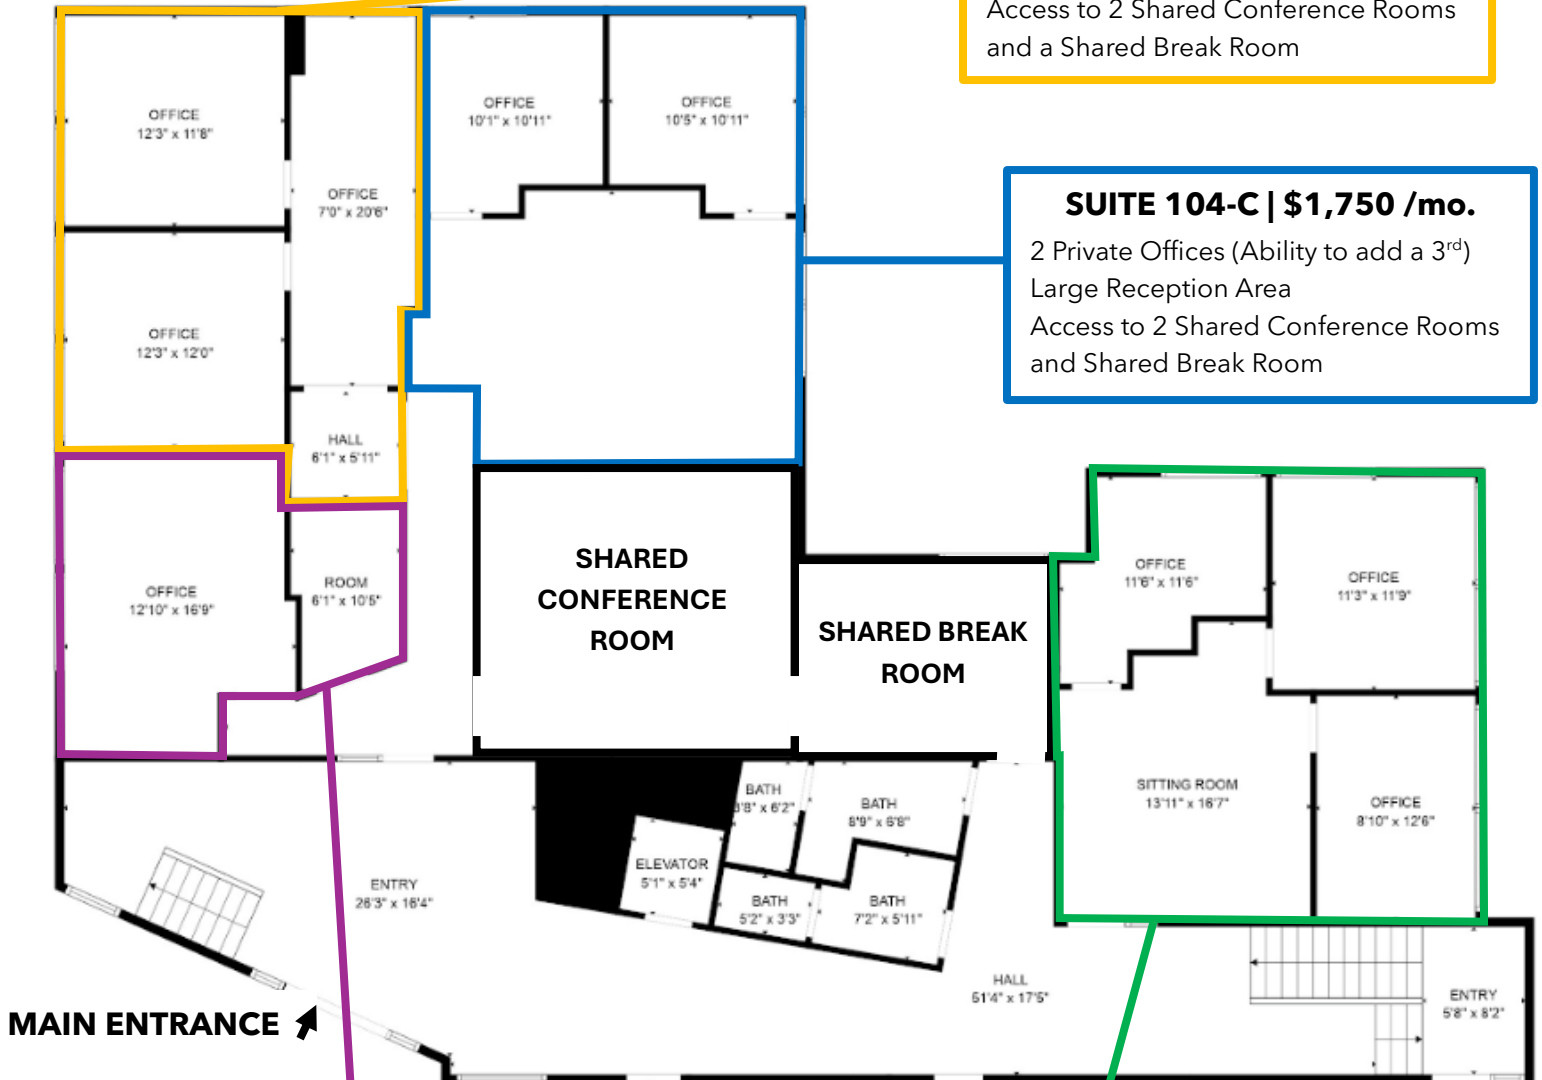 Access to 2 Shared Conference Rooms
and a Shared Break Room
SUITE 104-C | $1,750 /mo.
2 Private Offices (Ability to add a 3rd)
Large Reception Area
Access to 2 Shared Conference Rooms
and Shared Break Room
OFFICE
12'3" x 11'8"
OFFICE
7'0" x 20'6"
OFFICE
10'1" x 10'11"
OFFICE
10'5" x 10'11"
OFFICE
12'3" x 12'0"
HALL
6'1" x 5'11"
OFFICE
12'10" x 16'9"
ROOM
6'1" x 10'5"
SHARED
CONFERENCE
ROOM
SHARED BREAK
ROOM
OFFICE
11'6" x 11'6"
OFFICE
11'3" x 11'9"
SITTING ROOM
13'11" x 16'7"
OFFICE
8'10" x 12'6"
BATH
3'8" x 6'2"
BATH
8'9" x 6'8"
ELEVATOR
5'1" x 5'4"
BATH
5'2" x 3'3"
BATH
7'2" x 5'11"
ENTRY
26'3" x 16'4"
HALL
51'4" x 17'5"
ENTRY
5'8" x 8'2"
MAIN ENTRANCE